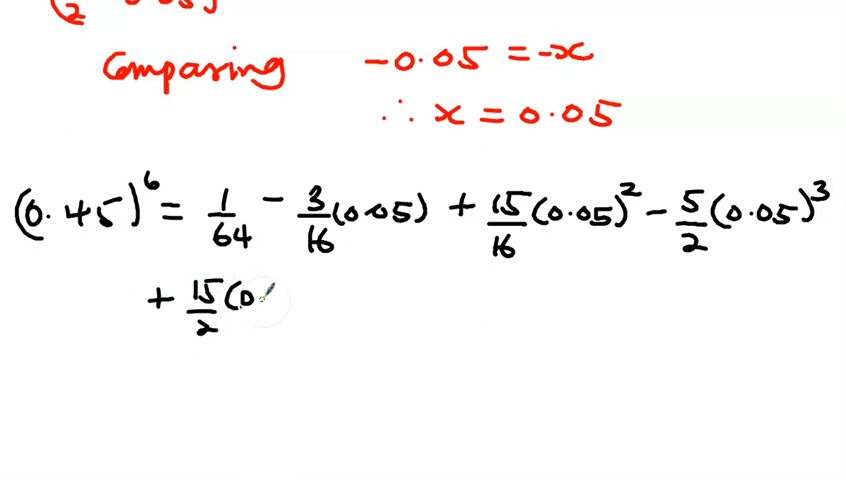 Comparing -0.05 = -x
∴ x = 0.05
(0.45)^6 = 1/64 - 3/16(0.05) + 15/16(0.05)^2 - 5/2(0.05)^3
+ 15/2(0.